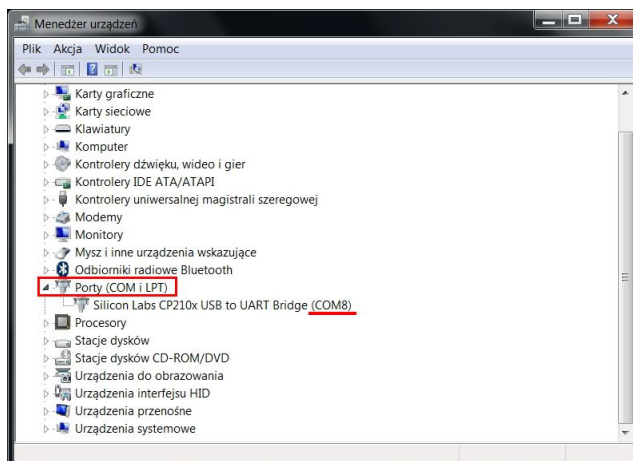 Menedżer urządzeń
Plik Akcja Widok Pomoc
Karty graficzne
Karty sieciowe
Klawiatury
Komputer
Kontrolery dźwięku, wideo i gier
Kontrolery IDE ATA/ATAPI
Kontrolery uniwersalnej magistrali szeregowej
Modemy
Monitory
Mysz i inne urządzenia wskazujące
Odbiorniki radiowe Bluetooth
Porty (COM i LPT)
Silicon Labs CP210x USB to UART Bridge (COM8)
Procesory
Stacje dysków
Stacje dysków CD-ROM/DVD
Urządzenia do obrazowania
Urządzenia interfejsu HID
Urządzenia przenośne
Urządzenia systemowe